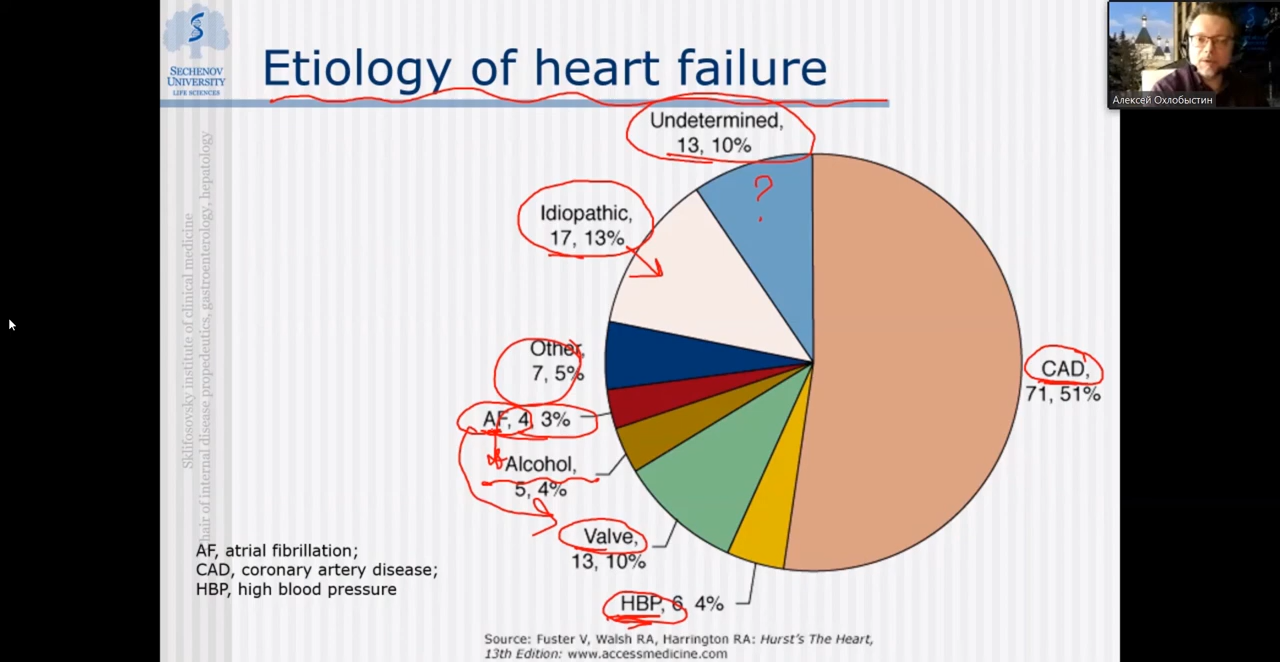 SECHENOV
UNIVERSITY
LIFE SCIENCES
Etiology of heart failure
Алексей Охлобыстин
Sklifosovsky institute of clinical medicine
hair of internal disease propedeutics, gastroenterology, hepatology
Undetermined,
13, 10%
?
Idiopathic,
17, 13%
Other,
7, 5%
AF, 4, 3%
Alcohol,
5, 4%
Valve,
13, 10%
HBP, 6, 4%
CAD,
71, 51%
AF, atrial fibrillation;
CAD, coronary artery disease;
HBP, high blood pressure
Source: Fuster V, Walsh RA, Harrington RA: Hurst's The Heart,
13th Edition: www.accessmedicine.com